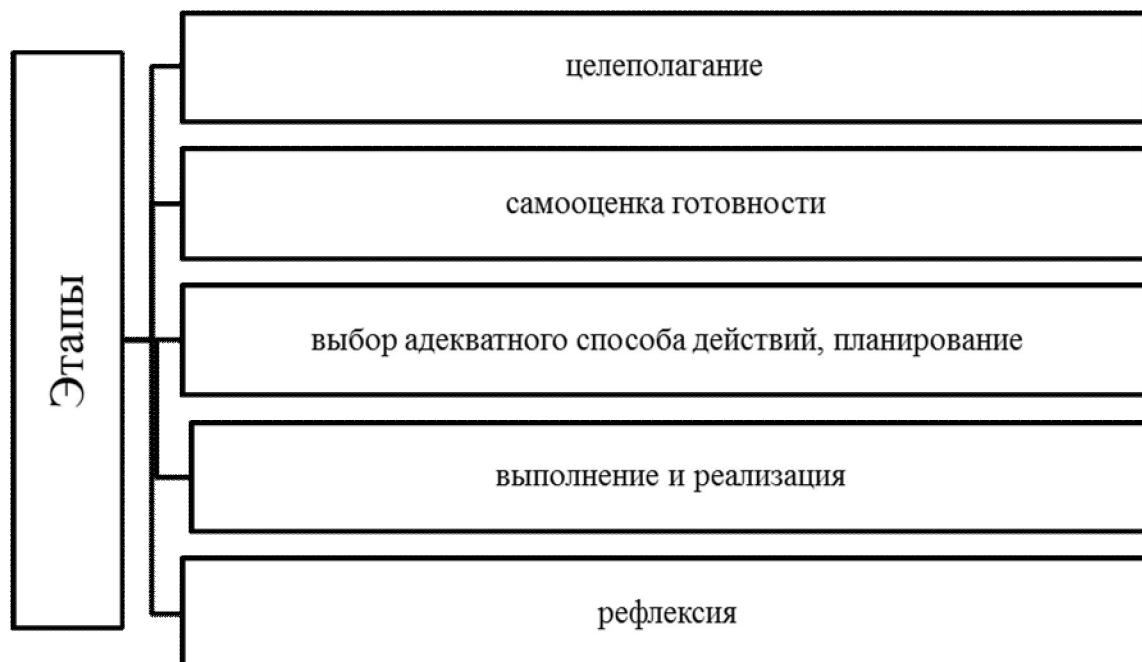 Этапы
целеполагание
самооценка готовности
выбор адекватного способа действий, планирование
выполнение и реализация
рефлексия